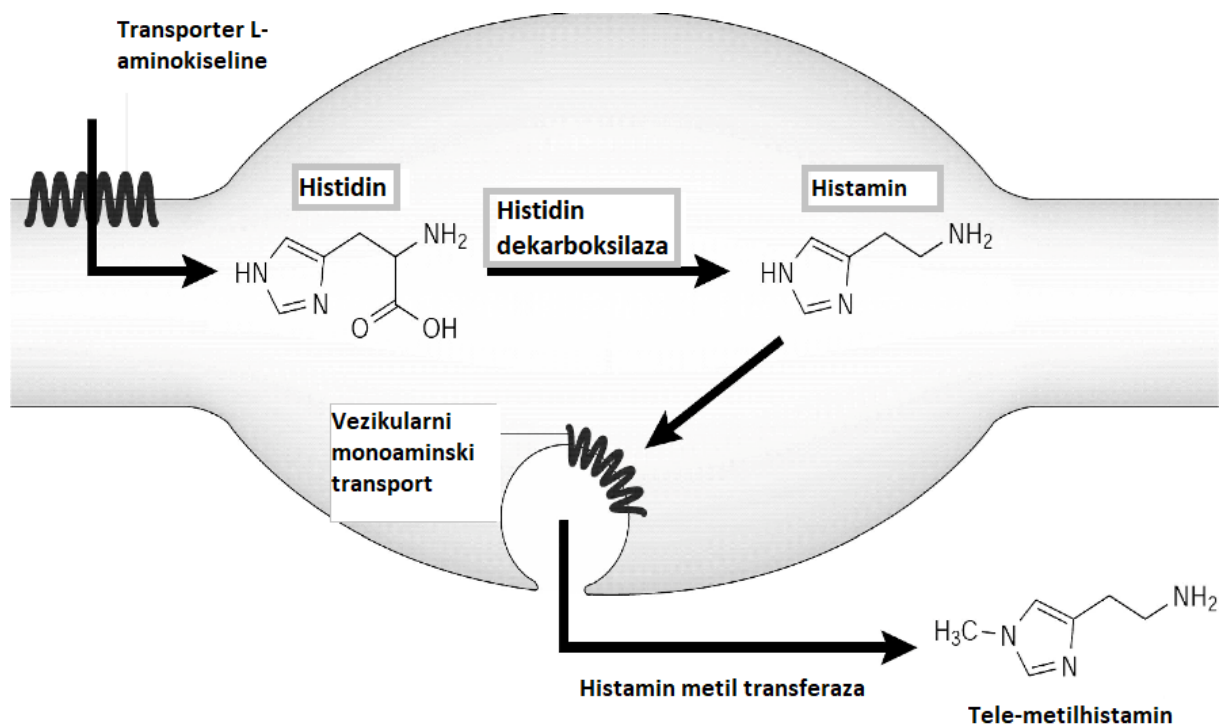 Transporter L-
aminokiseline
Histidin
Histidin
dekarboksilaza
Histamin
NH₂
HN
N
O
OH
NH₂
HN
N
Vezikularni
monoaminski
transport
NH₂
H₃C
N
N
Histamin metil transferaza
Tele-metilhistamin